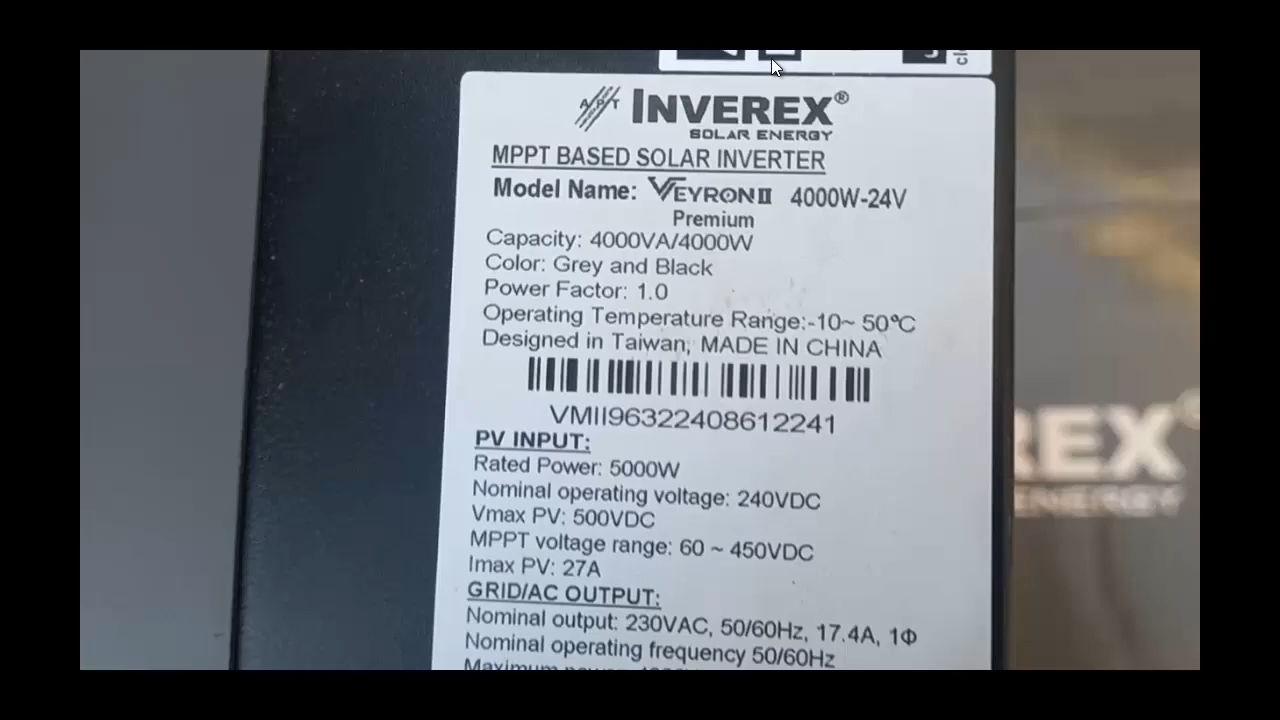 APT INVEREX®
SOLAR ENERGY
MPPT BASED SOLAR INVERTER
Model Name: VEYRON II 4000W-24V
Premium
Capacity: 4000VA/4000W
Color: Grey and Black
Power Factor: 1.0
Operating Temperature Range:-10~ 50°C
Designed in Taiwan, MADE IN CHINA
VMII96322408612241
PV INPUT:
Rated Power: 5000W
Nominal operating voltage: 240VDC
Vmax PV: 500VDC
MPPT voltage range: 60 ~ 450VDC
Imax PV: 27A
GRID/AC OUTPUT:
Nominal output: 230VAC, 50/60Hz, 17.4A, 1Φ
Nominal operating frequency 50/60Hz
Maximum
REX
ENERGY